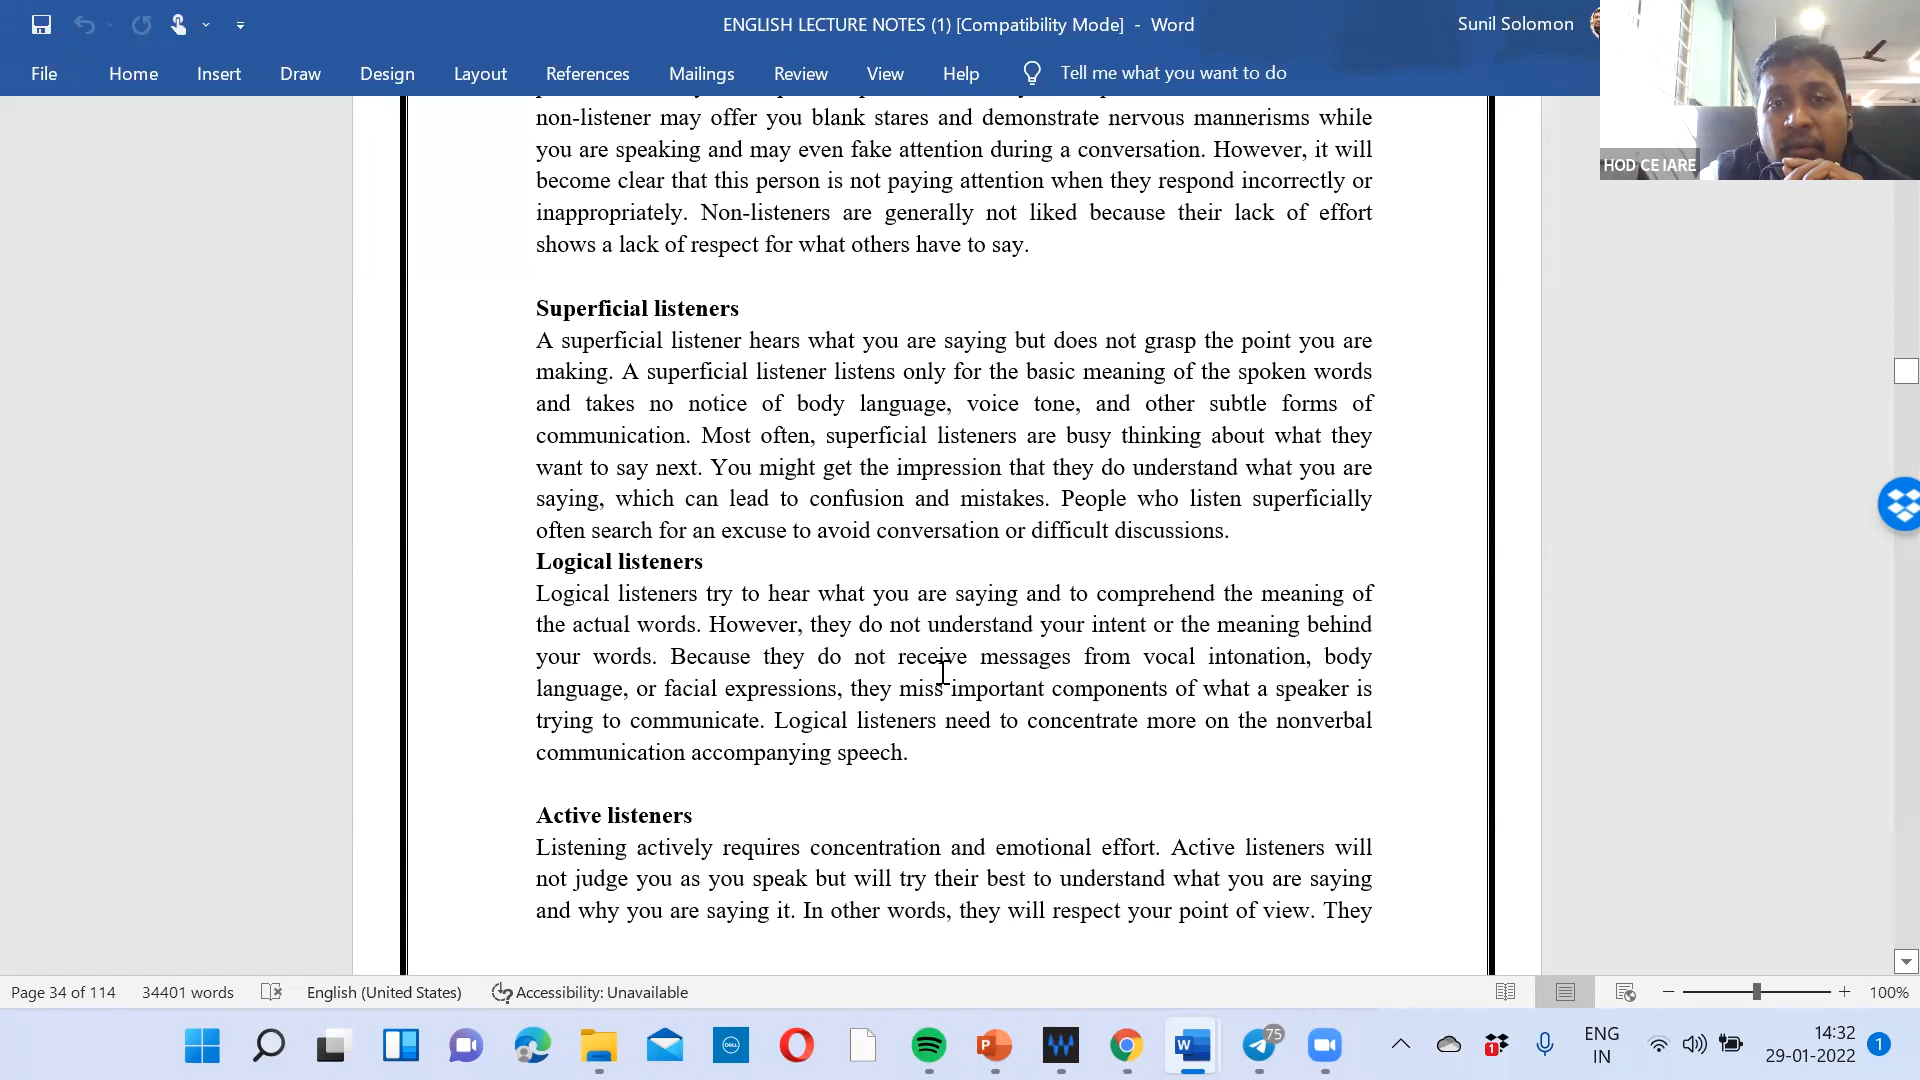 ENGLISH LECTURE NOTES (1) [Compatibility Mode] - Word
Sunil Solomon
File Home Insert Draw Design Layout References Mailings Review View Help Tell me what you want to do
HOD CE IARE
non-listener may offer you blank stares and demonstrate nervous mannerisms while
you are speaking and may even fake attention during a conversation. However, it will
become clear that this person is not paying attention when they respond incorrectly or
inappropriately. Non-listeners are generally not liked because their lack of effort
shows a lack of respect for what others have to say.
Superficial listeners
A superficial listener hears what you are saying but does not grasp the point you are
making. A superficial listener listens only for the basic meaning of the spoken words
and takes no notice of body language, voice tone, and other subtle forms of
communication. Most often, superficial listeners are busy thinking about what they
want to say next. You might get the impression that they do understand what you are
saying, which can lead to confusion and mistakes. People who listen superficially
often search for an excuse to avoid conversation or difficult discussions.
Logical listeners
Logical listeners try to hear what you are saying and to comprehend the meaning of
the actual words. However, they do not understand your intent or the meaning behind
your words. Because they do not receive messages from vocal intonation, body
language, or facial expressions, they miss important components of what a speaker is
trying to communicate. Logical listeners need to concentrate more on the nonverbal
communication accompanying speech.
Active listeners
Listening actively requires concentration and emotional effort. Active listeners will
not judge you as you speak but will try their best to understand what you are saying
and why you are saying it. In other words, they will respect your point of view. They
Page 34 of 114 34401 words English (United States) Accessibility: Unavailable 100%
DELL
P
W
75
1
ENG
IN
14:32
29-01-2022
1